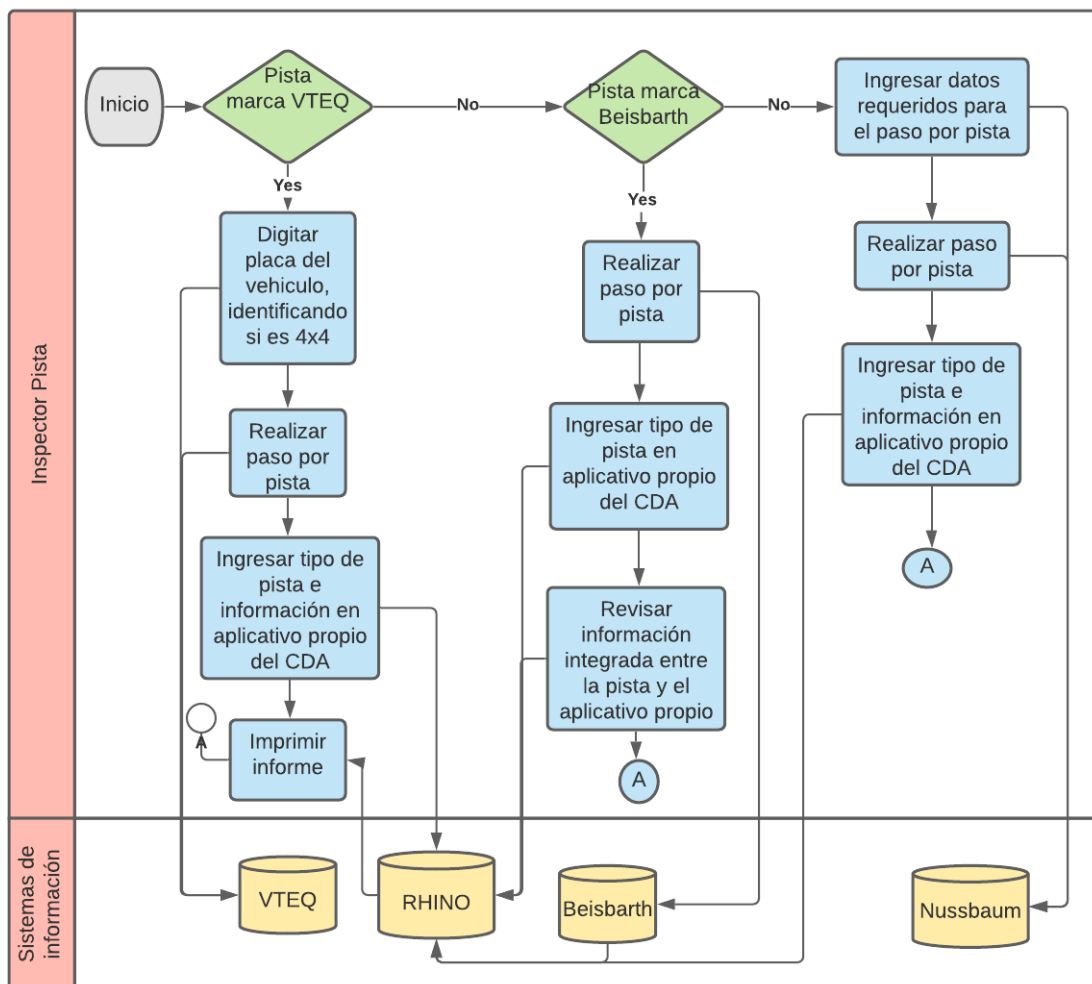 Inspector Pista
Inicio
Pista
marca VTEQ
No
Pista marca
Beisbarth
No
Ingresar datos
requeridos para
el paso por pista
Yes
Digitar
placa del
vehiculo,
identificando
si es 4x4
Realizar
paso por
pista
Ingresar tipo de
pista e
información en
aplicativo propio
del CDA
Imprimir
informe
A
Yes
Realizar
paso por
pista
Ingresar tipo de
pista en
aplicativo propio
del CDA
Revisar
información
integrada entre
la pista y el
aplicativo propio
A
Realizar paso
por pista
Ingresar tipo de
pista e
información en
aplicativo propio
del CDA
A
Sistemas de
información
VTEQ
RHINO
Beisbarth
Nussbaum